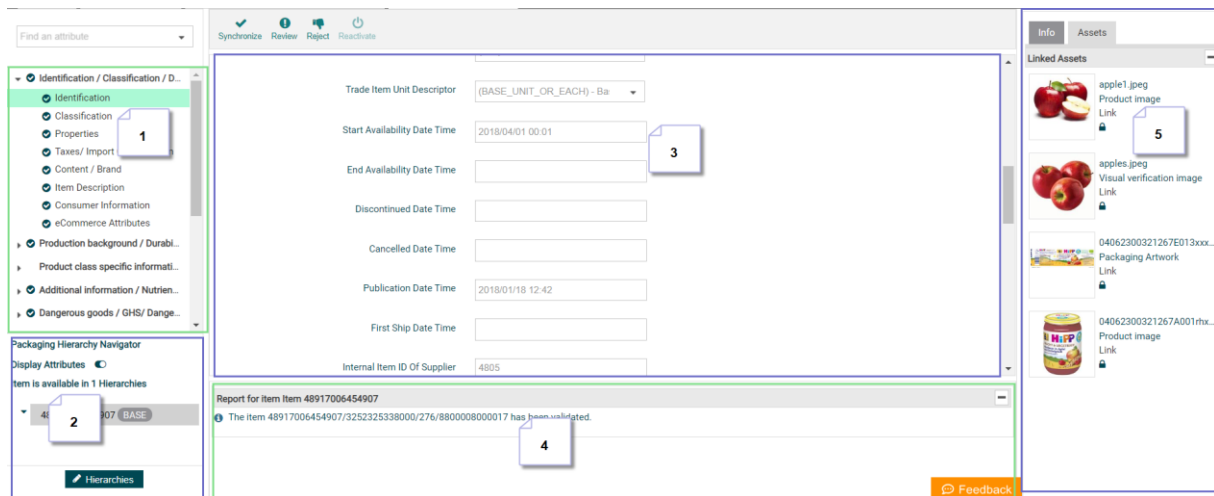 Find an attribute
Identification / Classification / D...
Identification
Classification
Properties
Taxes/ Import
Content / Brand
Item Description
Consumer Information
eCommerce Attributes
Production background / Durabi...
Product class specific informati...
Additional information / Nutrien...
Dangerous goods / GHS/ Dange...
1
Packaging Hierarchy Navigator
Display Attributes
Item is available in 1 Hierarchies
907 BASE
2
Hierarchies
Synchronize Review Reject Reactivate
Trade Item Unit Descriptor (BASE_UNIT_OR_EACH) - Ba
Start Availability Date Time 2018/04/01 00:01
3
End Availability Date Time
Discontinued Date Time
Cancelled Date Time
Publication Date Time 2018/01/18 12:42
First Ship Date Time
Internal Item ID Of Supplier 4805
Report for item Item 48917006454907
The item 48917006454907/3252325338000/276/8800008000017 has been validated.
4
Feedback
Info Assets
Linked Assets
apple1.jpeg
Product image
Link
5
apples.jpeg
Visual verification image
Link
04062300321267E013xxx...
Packaging Artwork
Link
04062300321267A001rhx...
Product image
Link
HiPP